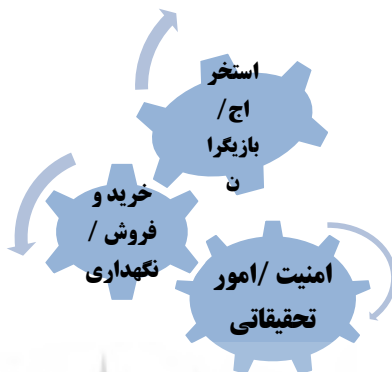 استخر
اج/
بازیگرا
ن
خرید و
فروش /
نگهداری
امنیت /امور
تحقیقاتی